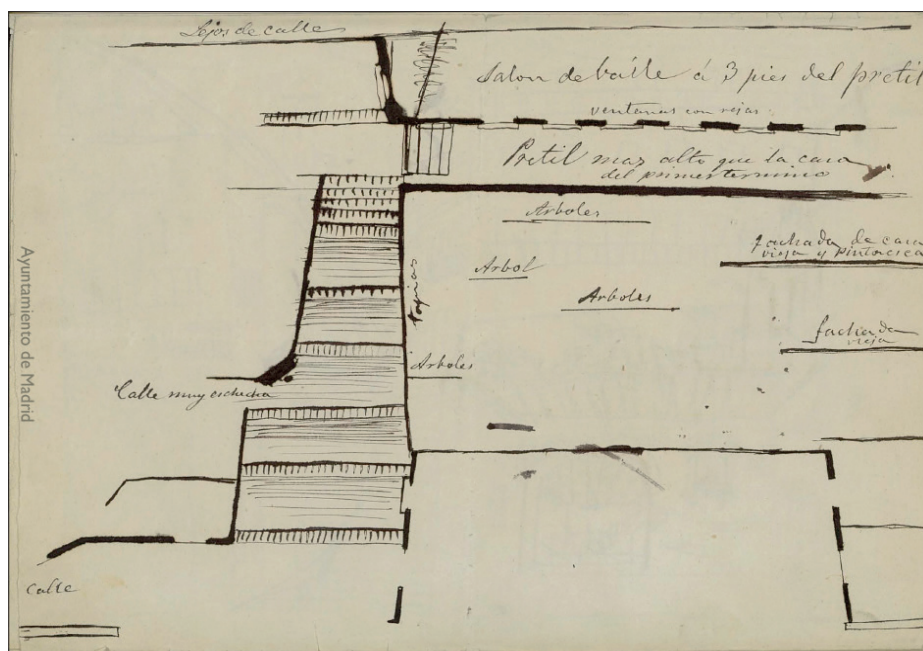 Lejos de calle
Salon de baile á 3 pies del pretil
ventanas con rejas.
Pretil mas alto que la casa
del primer termino
Arboles
fachada de casa
vieja y pintoresca
Arbol
tapias
Arboles
fachada
vieja
Arboles
Calle muy estrecha
Calle
Ayuntamiento de Madrid